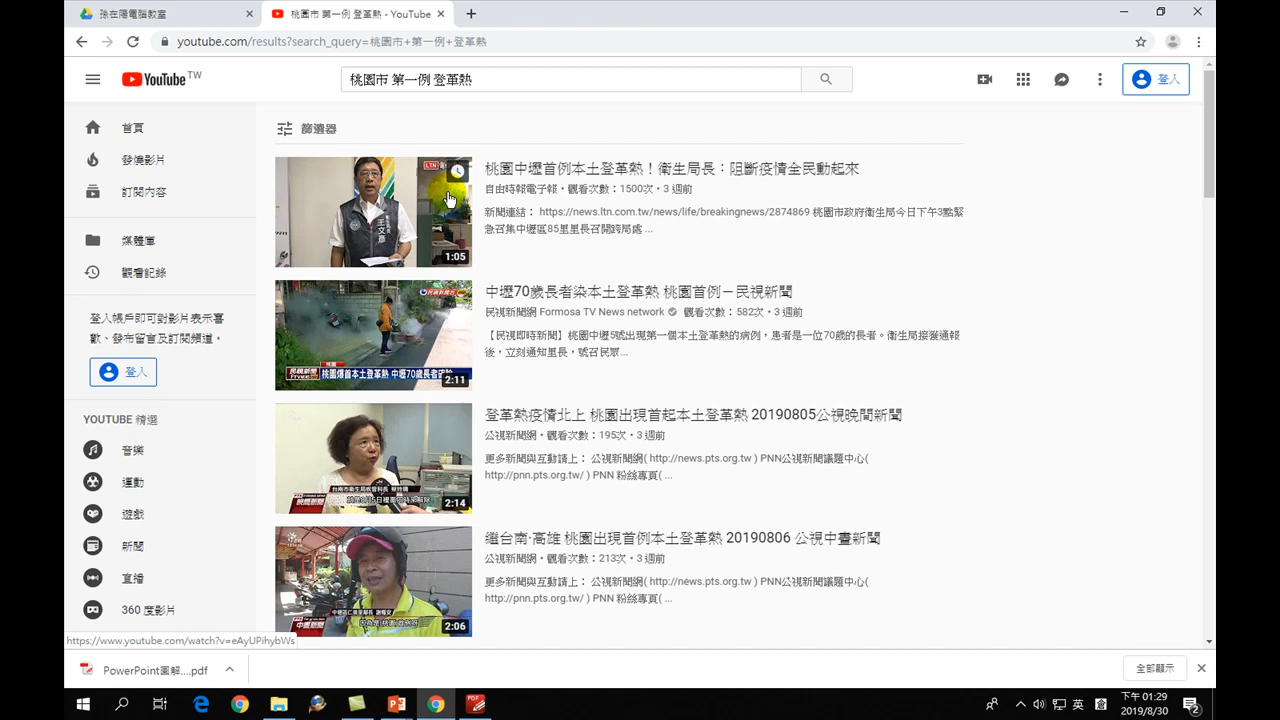 孫在陽電腦教室
桃園市 第一例 登革熱 - YouTube
youtube.com/results?search_query=桃園市+第一例+登革熱
YouTube TW
桃園市 第一例 登革熱
登入
首頁
發燒影片
訂閱內容
媒體庫
觀看記錄
登入帳戶即可對影片表示喜
歡、發布留言及訂閱頻道。
登入
YOUTUBE 精選
音樂
運動
遊戲
新聞
直播
360 度影片
篩選器
LTN
王文彥
1:05
桃園中壢首例本土登革熱！衛生局長：阻斷疫情全民動起來
自由時報電子報•觀看次數：1500次•3 週前
新聞連結： https://news.ltn.com.tw/news/life/breakingnews/2874869 桃園市政府衛生局今日下午3點緊
急召集中壢區85里里長召開跨局處 ...
民視新聞台
桃園
桃園爆首本土登革熱 中壢70歲長者
2:11
中壢70歲長者染本土登革熱 桃園首例－民視新聞
民視新聞網 Formosa TV News network 觀看次數：582次•3 週前
【民視即時新聞】桃園中壢5號出現第一個本土登革熱的病例，患者是一位70歲的長者。衛生局接獲通報
後，立刻通知里長，號召民眾...
2:14
登革熱疫情北上 桃園出現首起本土登革熱 20190805公視晚間新聞
公視新聞網•觀看次數：195次•3 週前
更多新聞與互動請上： 公視新聞網( http://news.pts.org.tw ) PNN公視新聞議題中心(
http://pnn.pts.org.tw/ ) PNN 粉絲專頁( ...
2:06
繼台南·高雄 桃園出現首例本土登革熱 20190806 公視中晝新聞
公視新聞網•觀看次數：213次•3 週前
更多新聞與互動請上： 公視新聞網( http://news.pts.org.tw ) PNN公視新聞議題中心(
http://pnn.pts.org.tw/ ) PNN 粉絲專頁( ...
https://www.youtube.com/watch?v=eAyUPihybWs
PowerPoint圖解....pdf
全部顯示
英
下午 01:29
2019/8/30
2